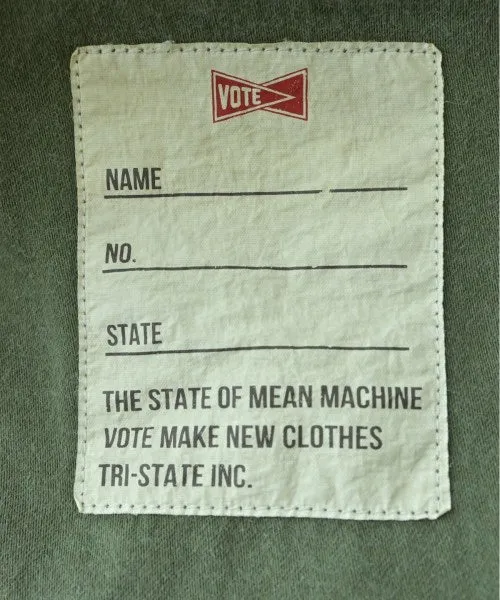 VOTE
NAME
NO.
STATE
THE STATE OF MEAN MACHINE
VOTE MAKE NEW CLOTHES
TRI-STATE INC.